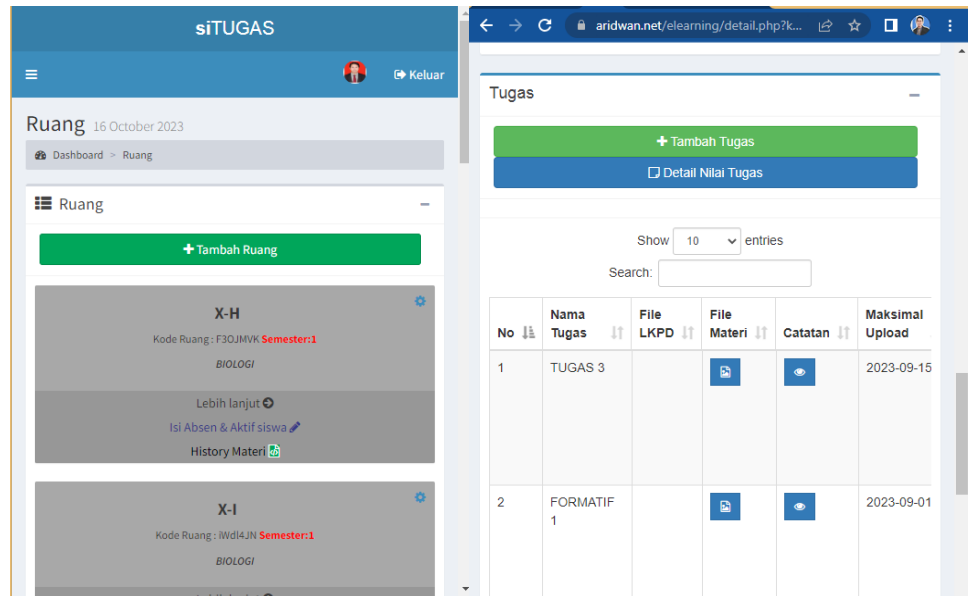 siTUGAS
Keluar
Ruang 16 October 2023
Dashboard > Ruang
Ruang
Tambah Ruang
X-H
Kode Ruang : F3OJMVK Semester:1
BIOLOGI
Lebih lanjut
Isi Absen & Aktif siswa
History Materi
X-I
Kode Ruang : iWdl4JN Semester:1
BIOLOGI
aridwan.net/elearning/detail.php?k...
Tugas
Tambah Tugas
Detail Nilai Tugas
Show 10 entries
Search:
No Nama Tugas File LKPD File Materi Catatan Maksimal Upload
1 TUGAS 3 2023-09-15
2 FORMATIF 1 2023-09-01